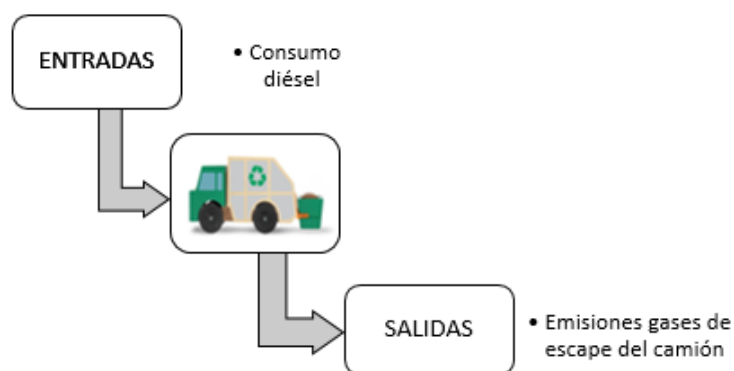 ENTRADAS
• Consumo
diésel
SALIDAS
• Emisiones gases de
escape del camión